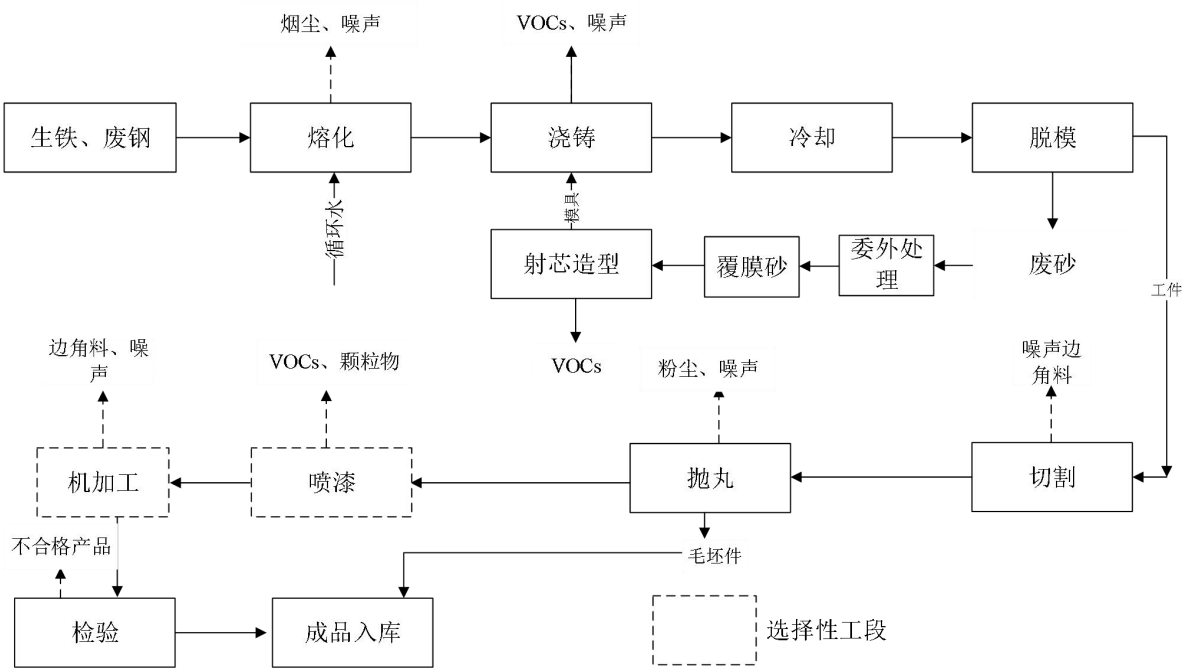 烟尘、噪声
VOCs、噪声
生铁、废钢
熔化
浇铸
冷却
脱模
循环水
模具
射芯造型
覆膜砂
委外处
理
废砂
工件
VOCs
边角料、噪
声
VOCs、颗粒物
粉尘、噪声
噪声边
角料
机加工
喷漆
抛丸
切割
不合格产品
毛坯件
检验
成品入库
选择性工段